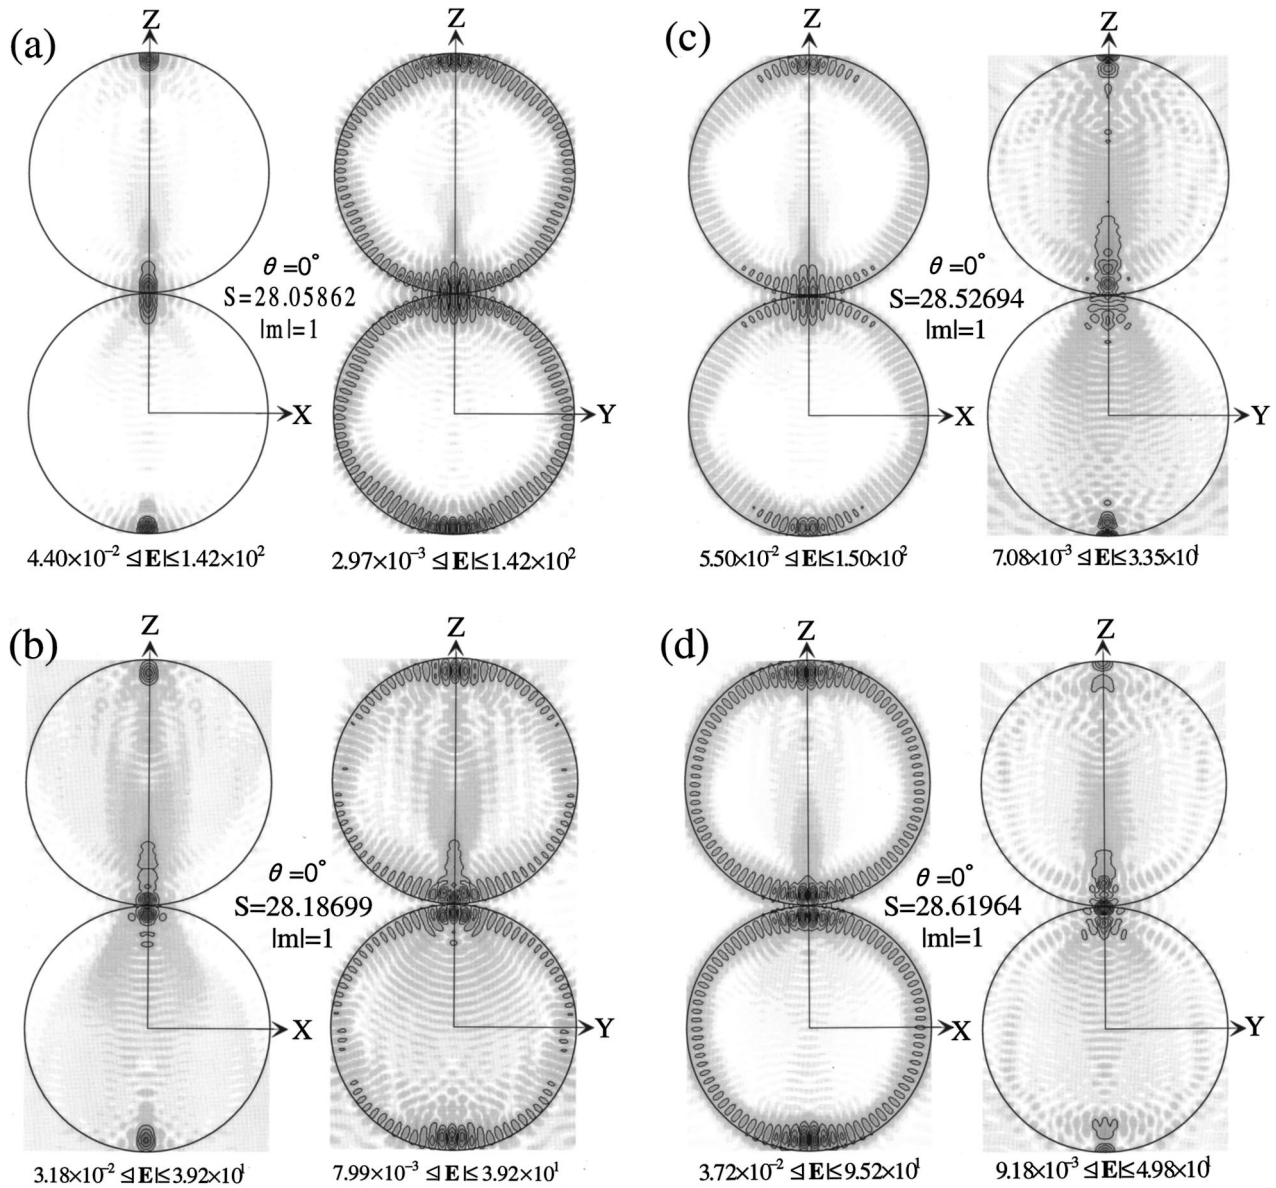 (a)
Z
Z
θ =0°
S=28.05862
|m|=1
X
Y
4.40×10⁻² ≤|E|≤1.42×10²
2.97×10⁻³ ≤|E|≤1.42×10²
(c)
Z
Z
θ =0°
S=28.52694
|m|=1
X
Y
5.50×10⁻² ≤|E|≤1.50×10²
7.08×10⁻³ ≤|E|≤3.35×10¹
(b)
Z
Z
θ =0°
S=28.18699
|m|=1
X
Y
3.18×10⁻² ≤|E|≤3.92×10¹
7.99×10⁻³ ≤|E|≤3.92×10¹
(d)
Z
Z
θ =0°
S=28.61964
|m|=1
X
Y
3.72×10⁻² ≤|E|≤9.52×10¹
9.18×10⁻³ ≤|E|≤4.98×10¹